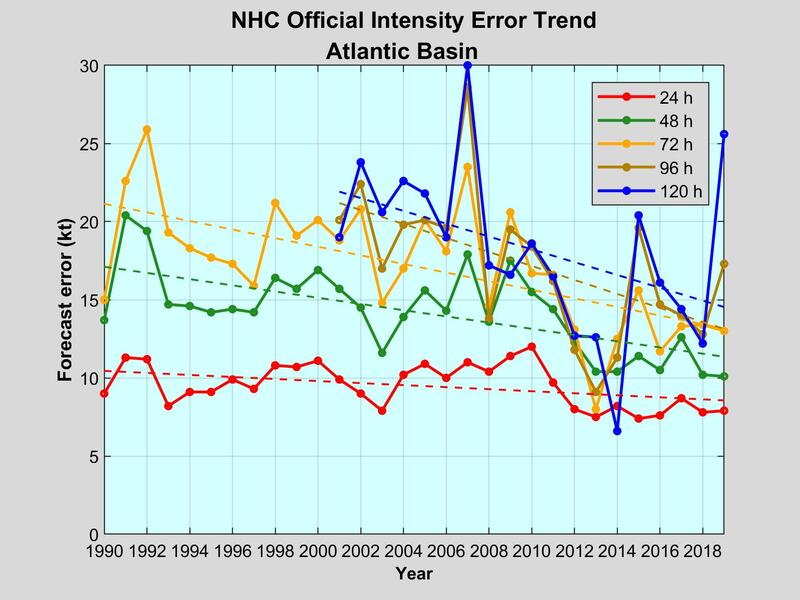 NHC Official Intensity Error Trend
Atlantic Basin
30
25
20
15
10
5
0
Forecast error (kt)
24 h
48 h
72 h
96 h
120 h
1990 1992 1994 1996 1998 2000 2002 2004 2006 2008 2010 2012 2014 2016 2018
Year